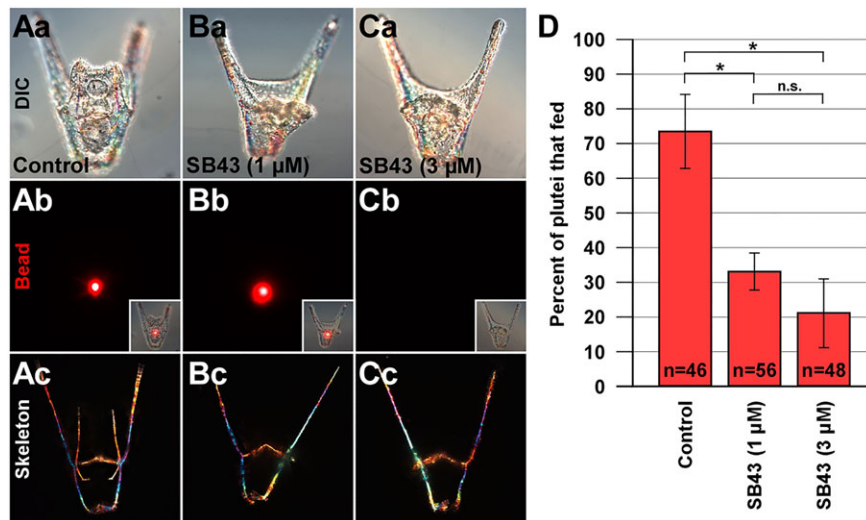 Aa
Ba
Ca
DIC
Control
SB43 (1 µM)
SB43 (3 µM)
Ab
Bb
Cb
Bead
Ac
Bc
Cc
Skeleton
D
Percent of plutei that fed
100
90
80
70
60
50
40
30
20
10
0
*
*
n.s.
n=46
n=56
n=48
Control
SB43 (1 µM)
SB43 (3 µM)